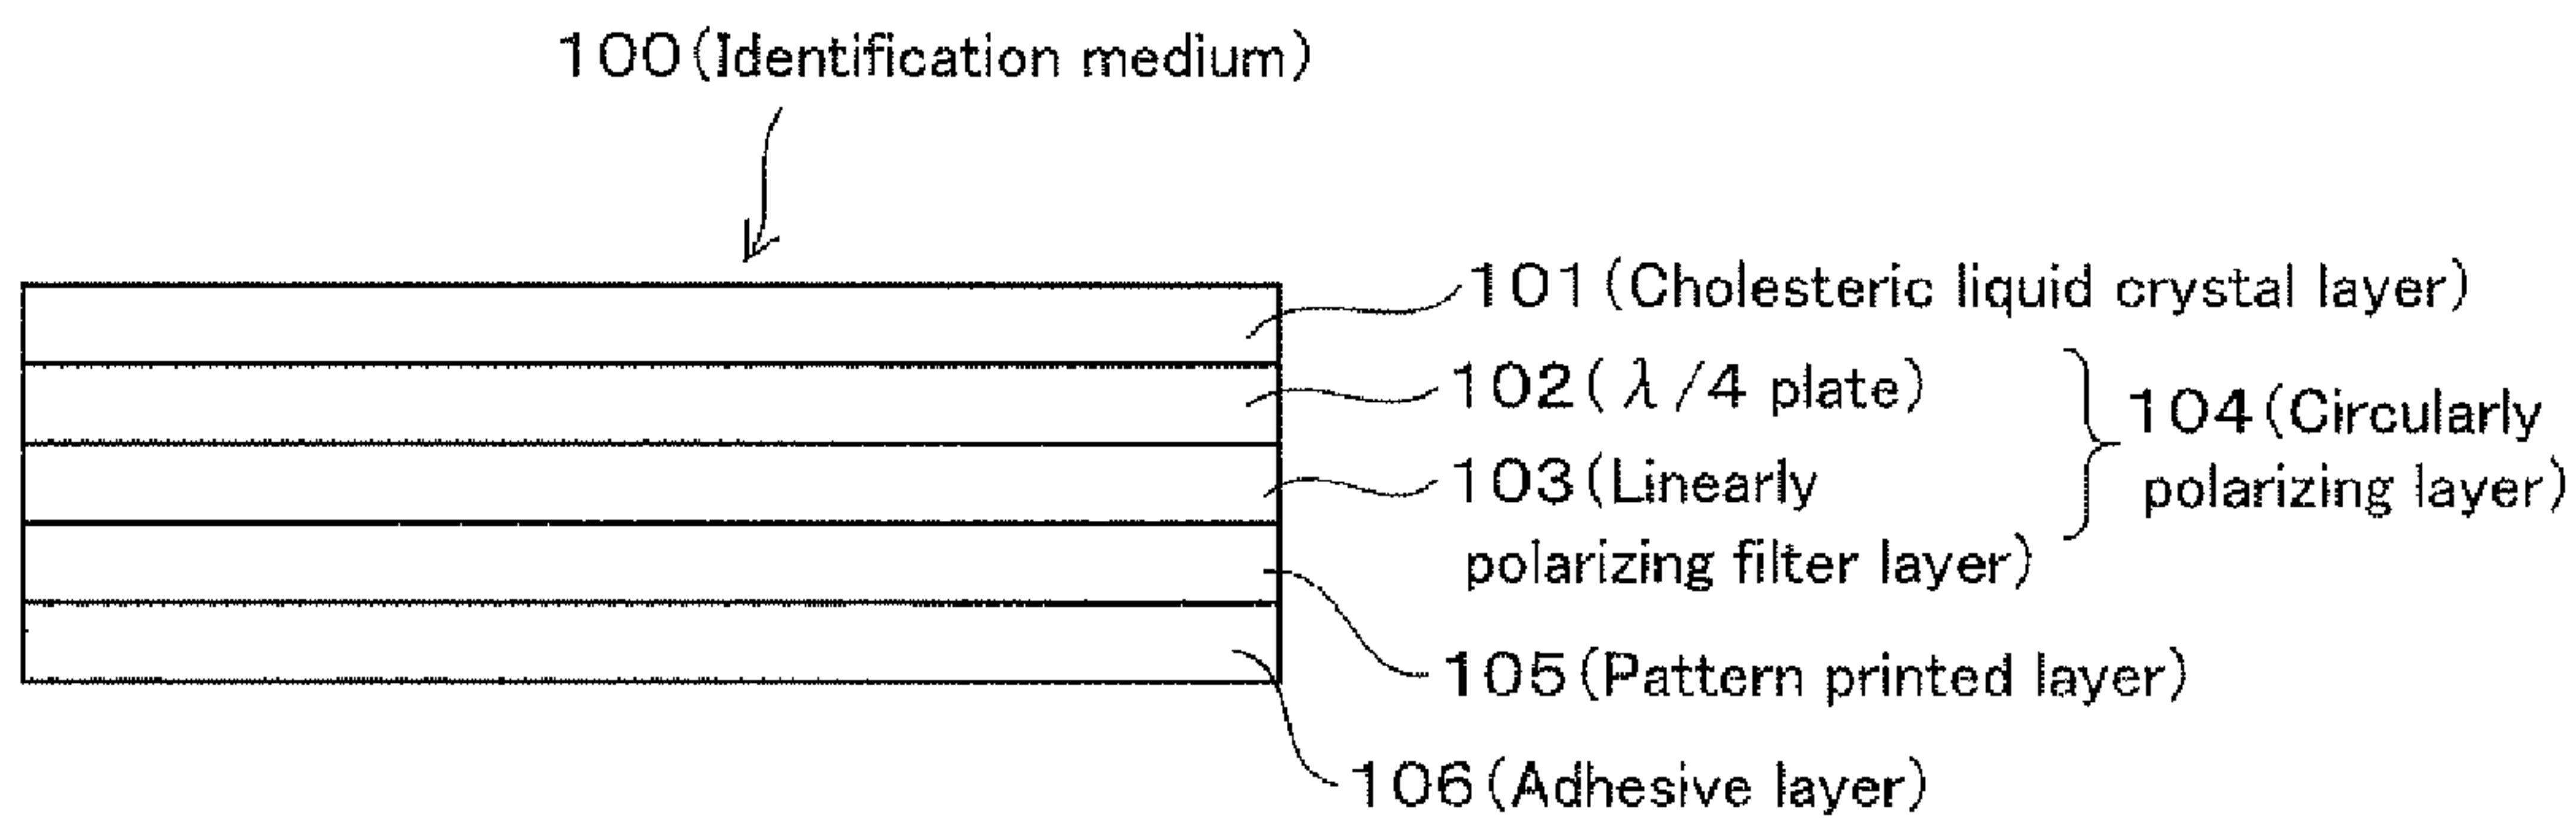 100(Identification medium)
101(Cholesteric liquid crystal layer)
102(λ/4 plate)
104(Circularly
polarizing layer)
103(Linearly
polarizing filter layer)
105(Pattern printed layer)
106(Adhesive layer)